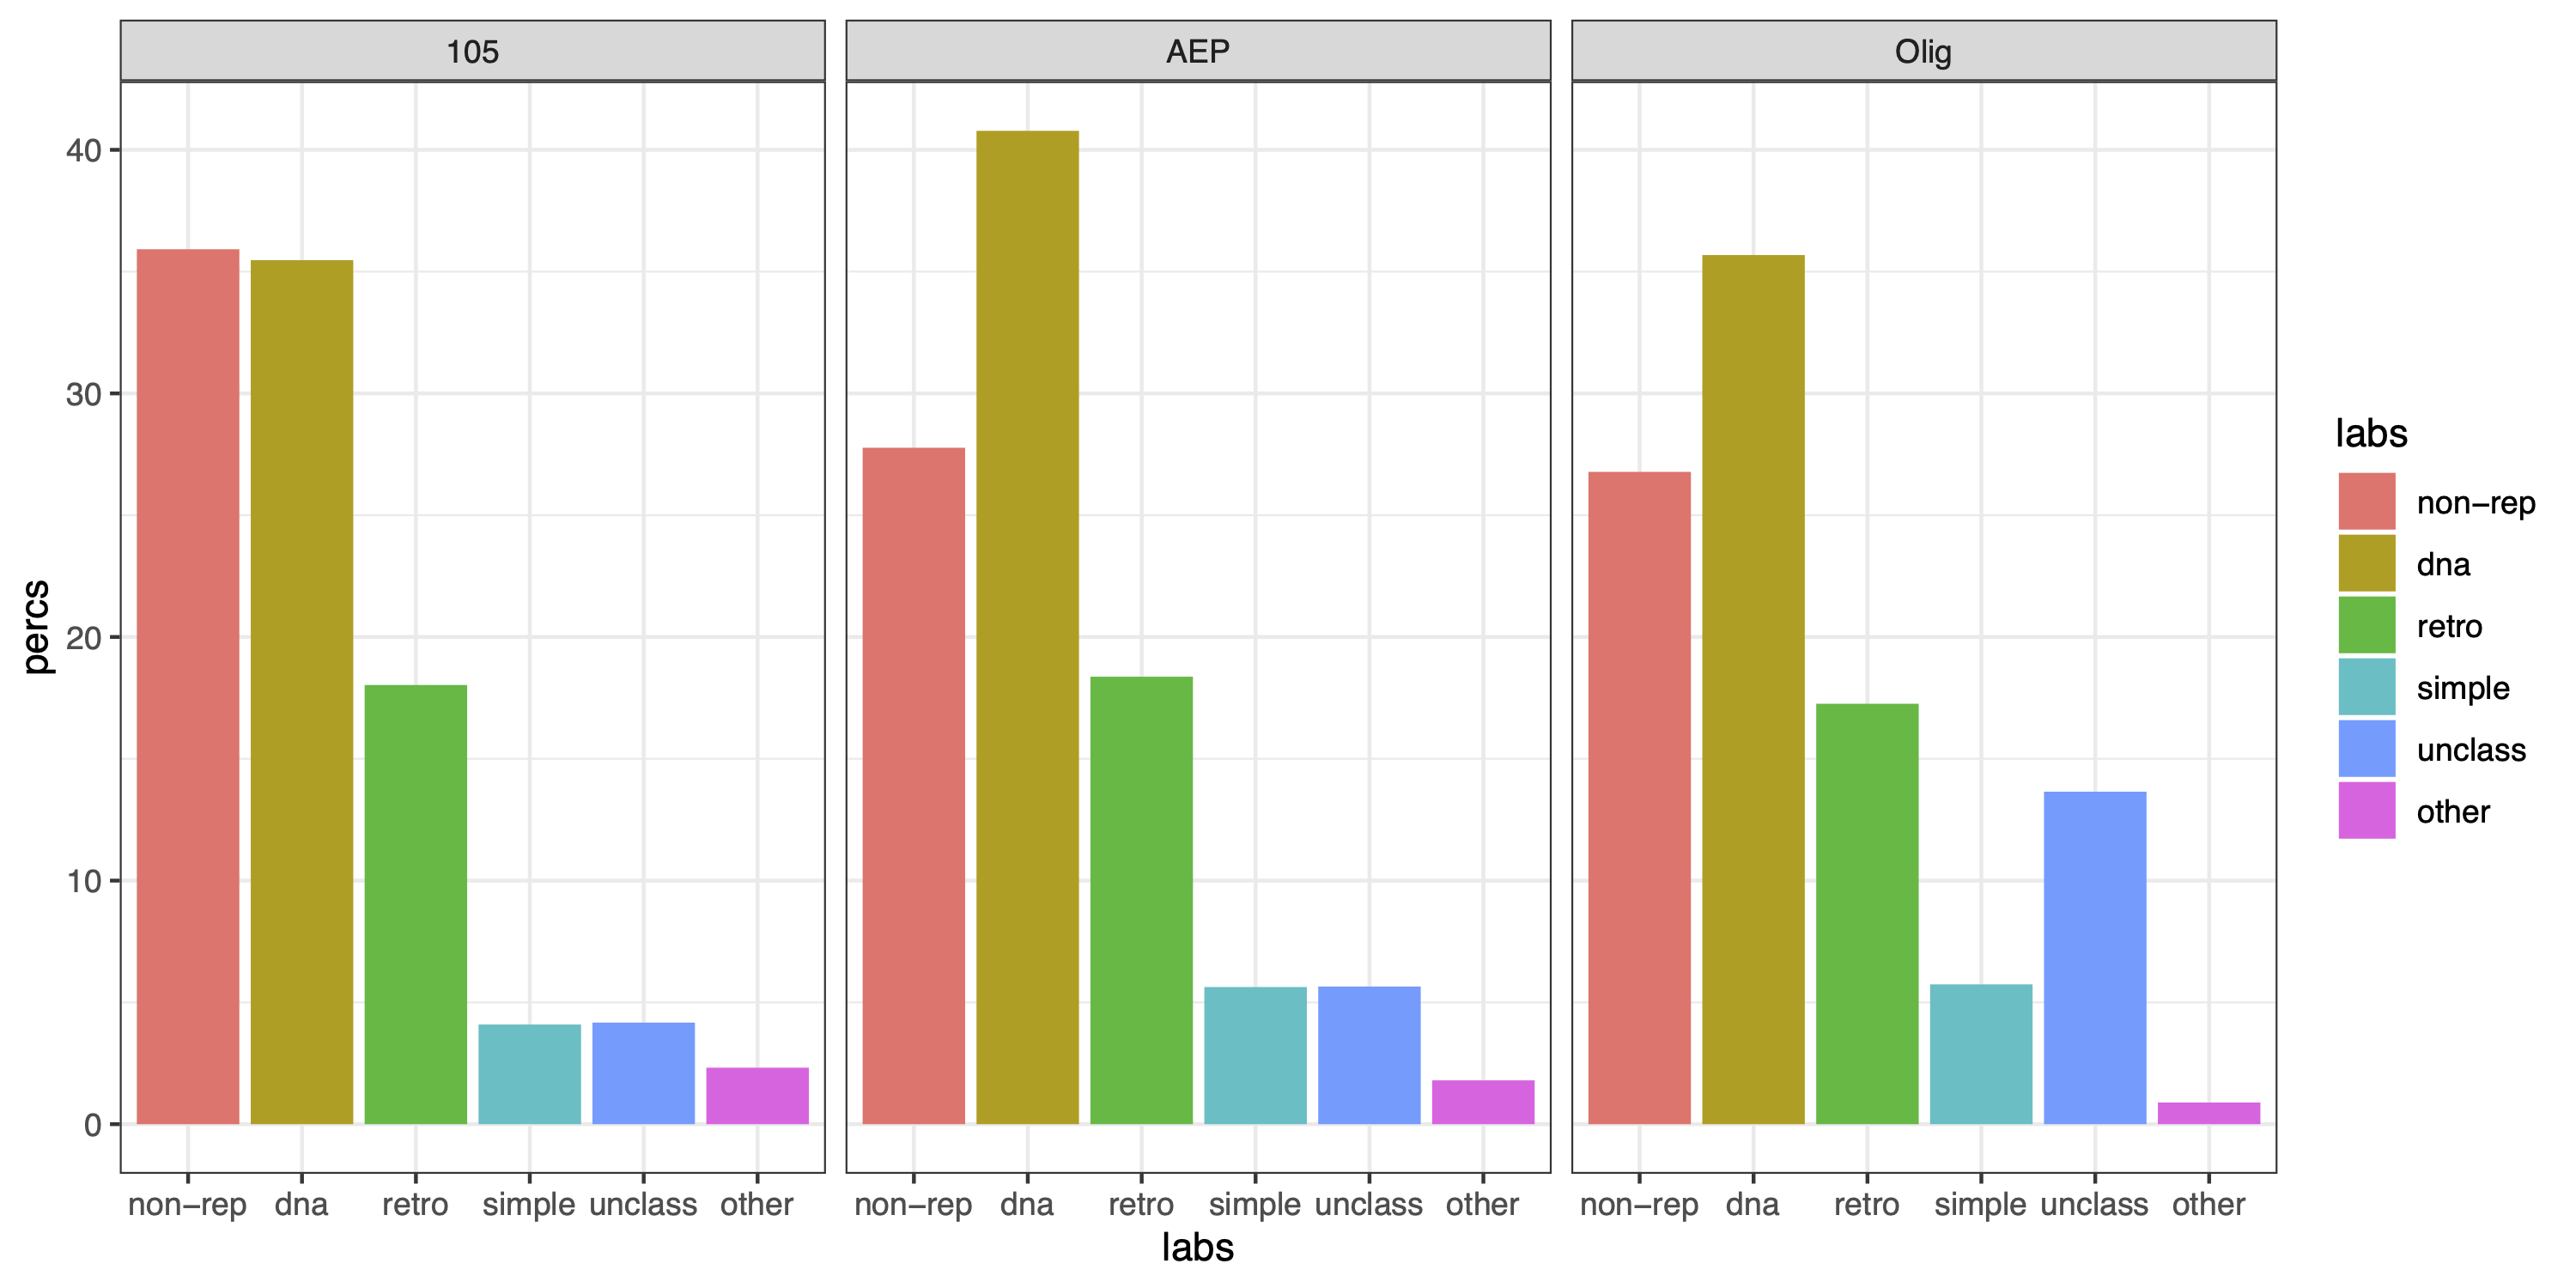 105 AEP Olig
40
30
20
10
0
percs
non−rep dna retro simple unclass other non−rep dna retro simple unclass other non−rep dna retro simple unclass other
labs
labs
non−rep
dna
retro
simple
unclass
other